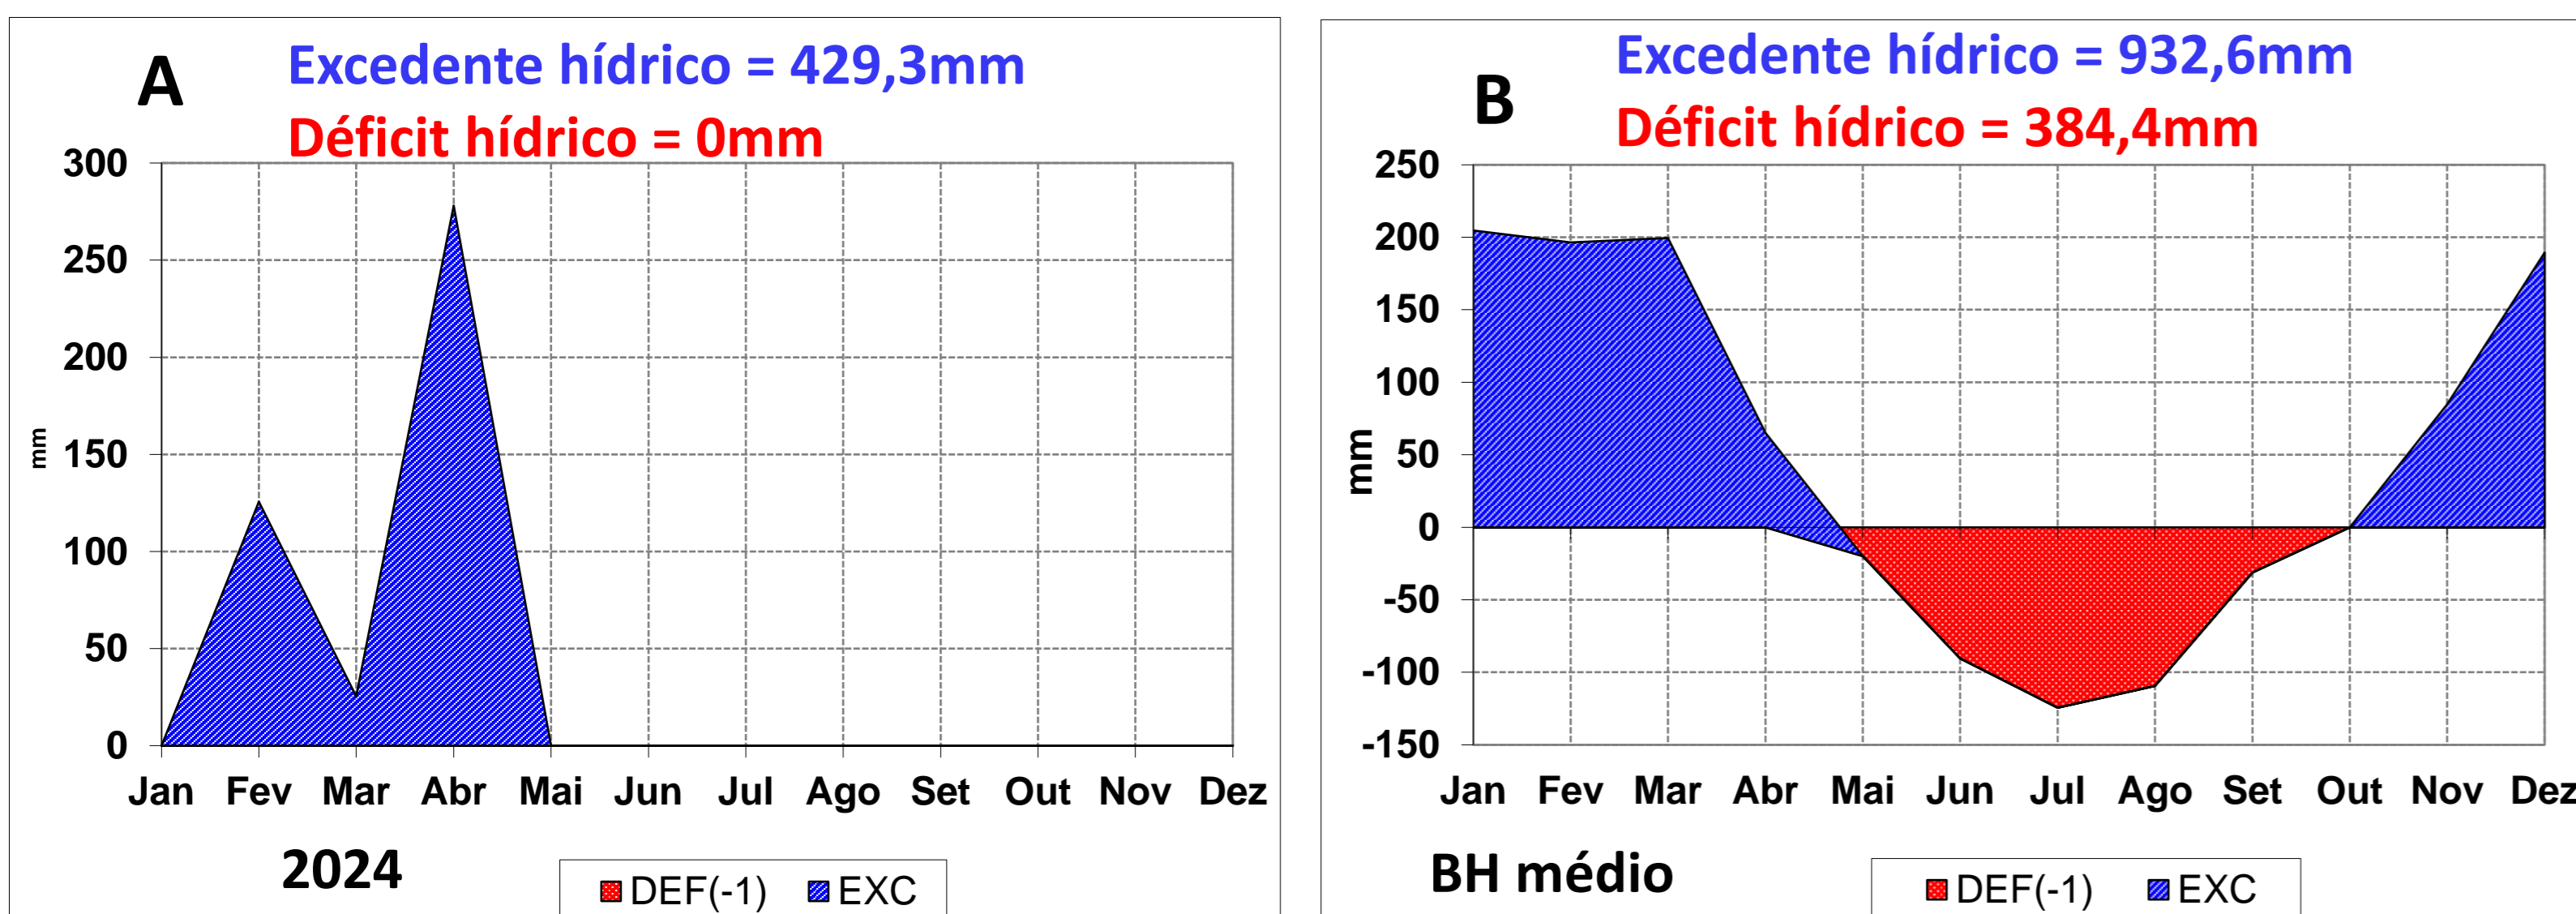 A
Excedente hídrico = 429,3mm
Déficit hídrico = 0mm
300
250
200
150
100
50
0
mm
Jan Fev Mar Abr Mai Jun Jul Ago Set Out Nov Dez
2024
DEF(-1) EXC
B
Excedente hídrico = 932,6mm
Déficit hídrico = 384,4mm
250
200
150
100
50
0
-50
-100
-150
mm
Jan Fev Mar Abr Mai Jun Jul Ago Set Out Nov Dez
BH médio
DEF(-1) EXC